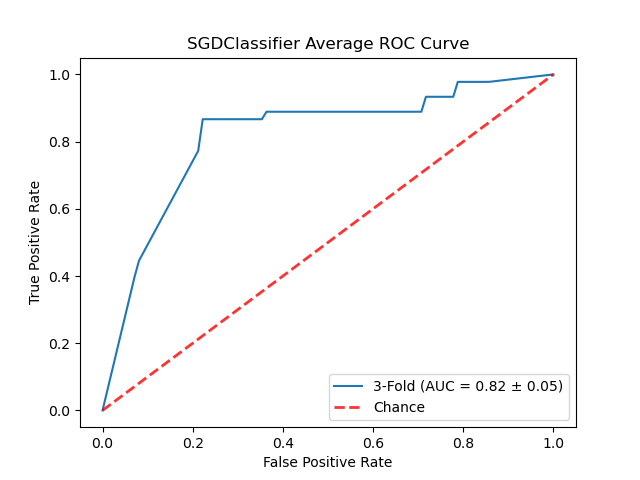 SGDClassifier Average ROC Curve
True Positive Rate
1.0
0.8
0.6
0.4
0.2
0.0
3-Fold (AUC = 0.82 ± 0.05)
Chance
0.0 0.2 0.4 0.6 0.8 1.0
False Positive Rate